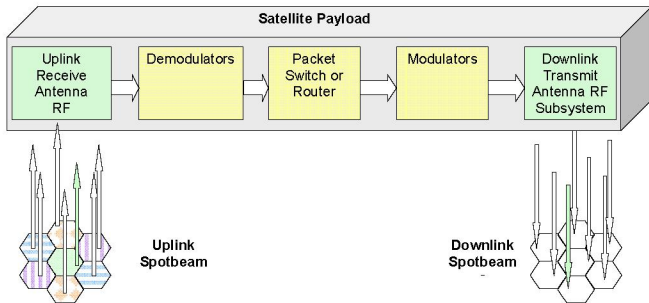 Satellite Payload
Uplink
Receive
Antenna
RF
Demodulators
Packet
Switch or
Router
Modulators
Downlink
Transmit
Antenna RF
Subsystem
Uplink
Spotbeam
Downlink
Spotbeam